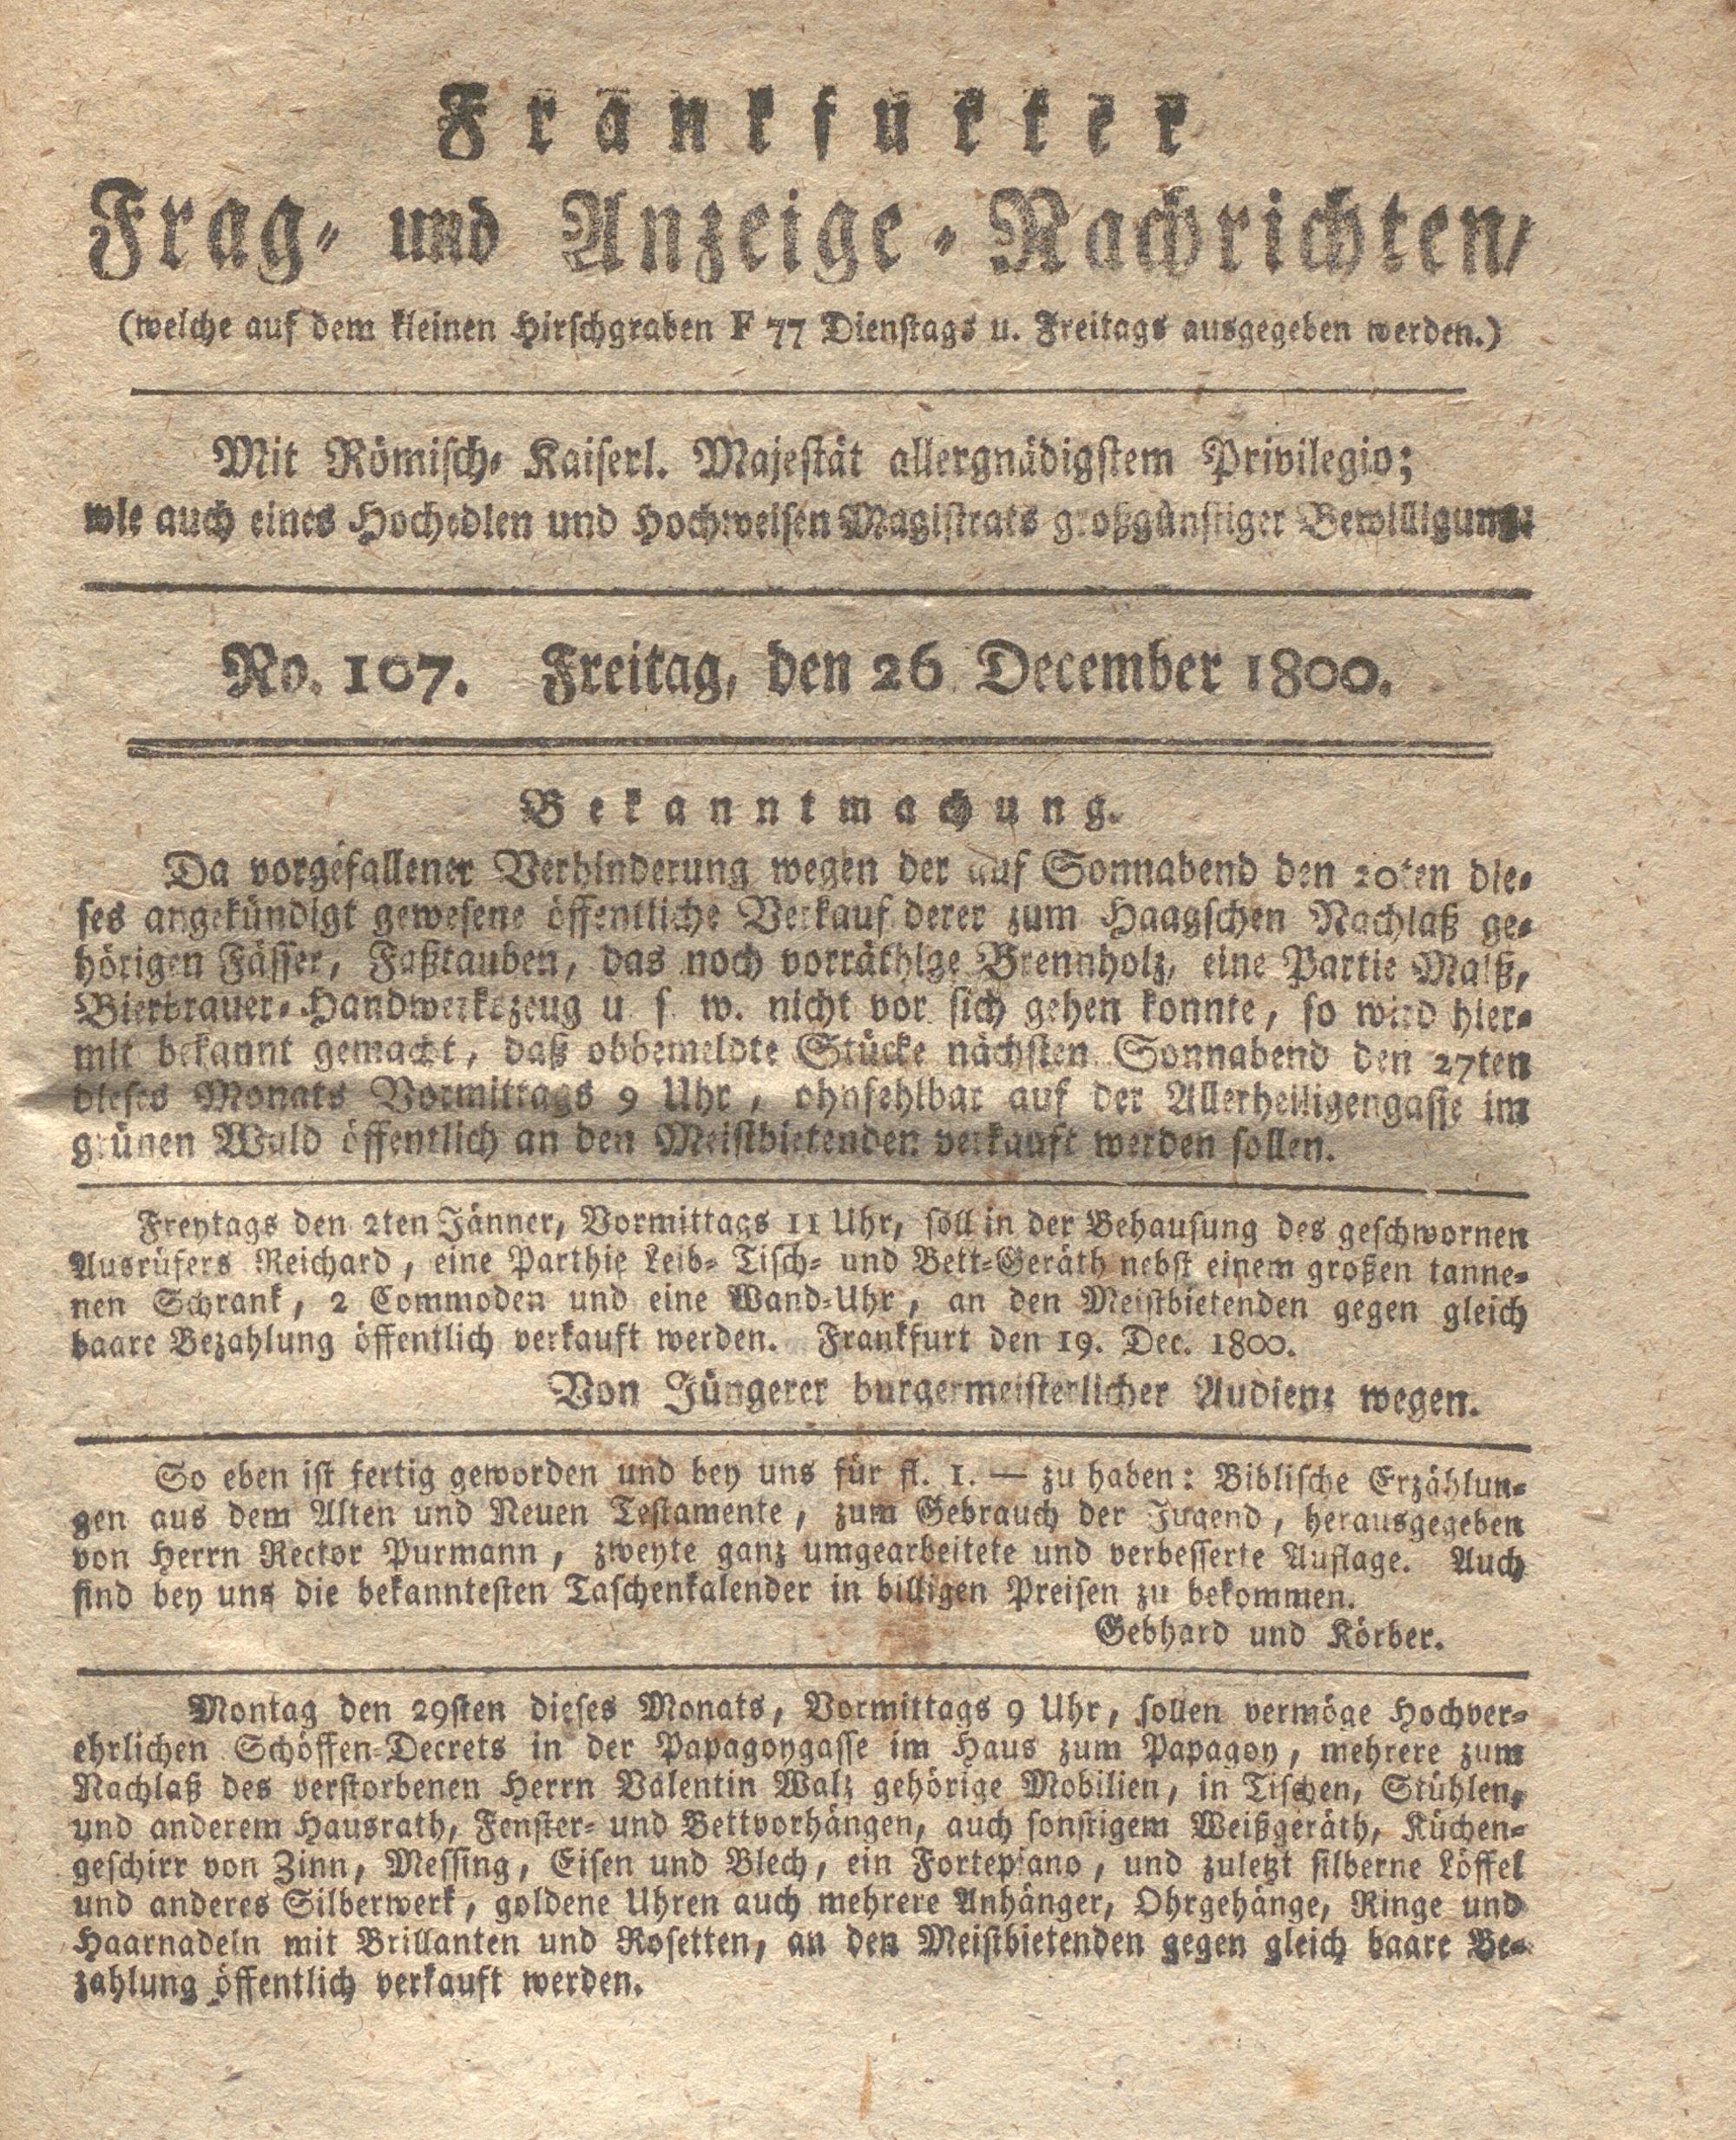 Frankfurter
Frag- und Anzeige-Nachrichten,
(welche auf dem kleinen Hirschgraben F 77 Dienstags u. Freitags ausgegeben werden.)
Mit Römisch-Kaiserl. Majestät allergnädigstem Privilegio;
wie auch eines Hochedlen und Hochweisen Magistrats großgünstiger Bewilligung.
No. 107. Freitag, den 26 December 1800.
Bekanntmachung.
Da vorgefallener Verhinderung wegen der auf Sonnabend den 20ten die-
ses angekündigt gewesene öffentliche Verkauf derer zum Haagschen Nachlaß ge-
hörigen Fässer, Faßtauben, das noch vorräthige Brennholz, eine Partie Malß,
Bierbrauer-Handwerkszeug u s w. nicht vor sich gehen konnte, so wird hier-
mit bekannt gemacht, daß obbemeldte Stücke nächsten Sonnabend den 27ten
dieses Monats Vormittags 9 Uhr, ohnfehlbar auf der Allerheiligengasse im
grünen Wald öffentlich an den Meistbietenden verkauft werden sollen.
Freytags den 2ten Jänner, Vormittags 11 Uhr, soll in der Behausung des geschwornen
Ausrüfers Reichard, eine Parthie Leib- Tisch- und Bett-Geräth nebst einem großen tanne-
nen Schrank, 2 Commoden und eine Wand-Uhr, an den Meistbietenden gegen gleich
baare Bezahlung öffentlich verkauft werden. Frankfurt den 19. Dec. 1800.
Von Jüngerer burgermeisterlicher Audienz wegen.
So eben ist fertig geworden und bey uns für fl. 1. — zu haben: Biblische Erzählun-
gen aus dem Alten und Neuen Testamente, zum Gebrauch der Jugend, herausgegeben
von Herrn Rector Purmann, zweyte ganz umgearbeitete und verbesserte Auflage. Auch
sind bey uns die bekanntesten Taschenkalender in billigen Preisen zu bekommen.
Gebhard und Körber.
Montag den 29sten dieses Monats, Vormittags 9 Uhr, sollen vermöge Hochver-
ehrlichen Schöffen-Decrets in der Papagoygasse im Haus zum Papagoy, mehrere zum
Nachlaß des verstorbenen Herrn Valentin Walz gehörige Mobilien, in Tischen, Stühlen,
und anderem Hausrath, Fenster- und Bettvorhängen, auch sonstigem Weißgeräth, Küchen-
geschirr von Zinn, Messing, Eisen und Blech, ein Fortepiano, und zuletzt silberne Löffel
und anderes Silberwerk, goldene Uhren auch mehrere Anhänger, Ohrgehänge, Ringe und
Haarnadeln mit Brillanten und Rosetten, an den Meistbietenden gegen gleich baare Be-
zahlung öffentlich verkauft werden.